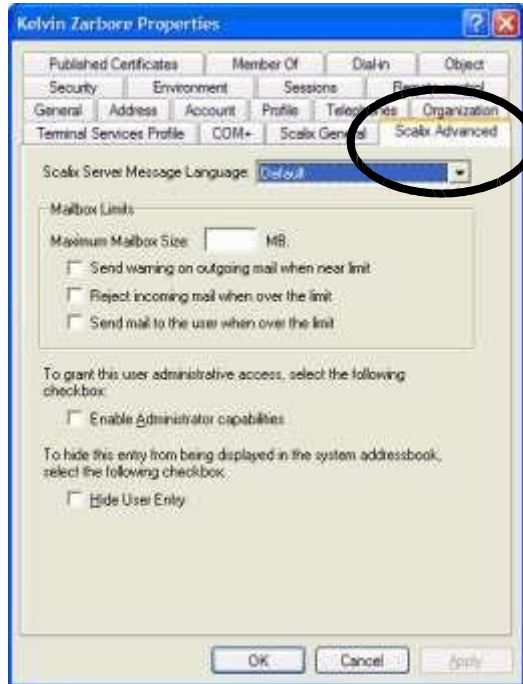 Kelvin Zarbore Properties
Published Certificates Member Of Dial-in Object
Security Environment Sessions Remote control
General Address Account Profile Telephones Organization
Terminal Services Profile COM+ Scalix General Scalix Advanced
Scalix Server Message Language: Default
Mailbox Limits
Maximum Mailbox Size: MB.
Send warning on outgoing mail when near limit
Reject incoming mail when over the limit
Send mail to the user when over the limit
To grant this user administrative access, select the following
checkbox:
Enable Administrator capabilities
To hide this entry from being displayed in the system addressbook,
select the following checkbox:
Hide User Entry
OK Cancel Apply